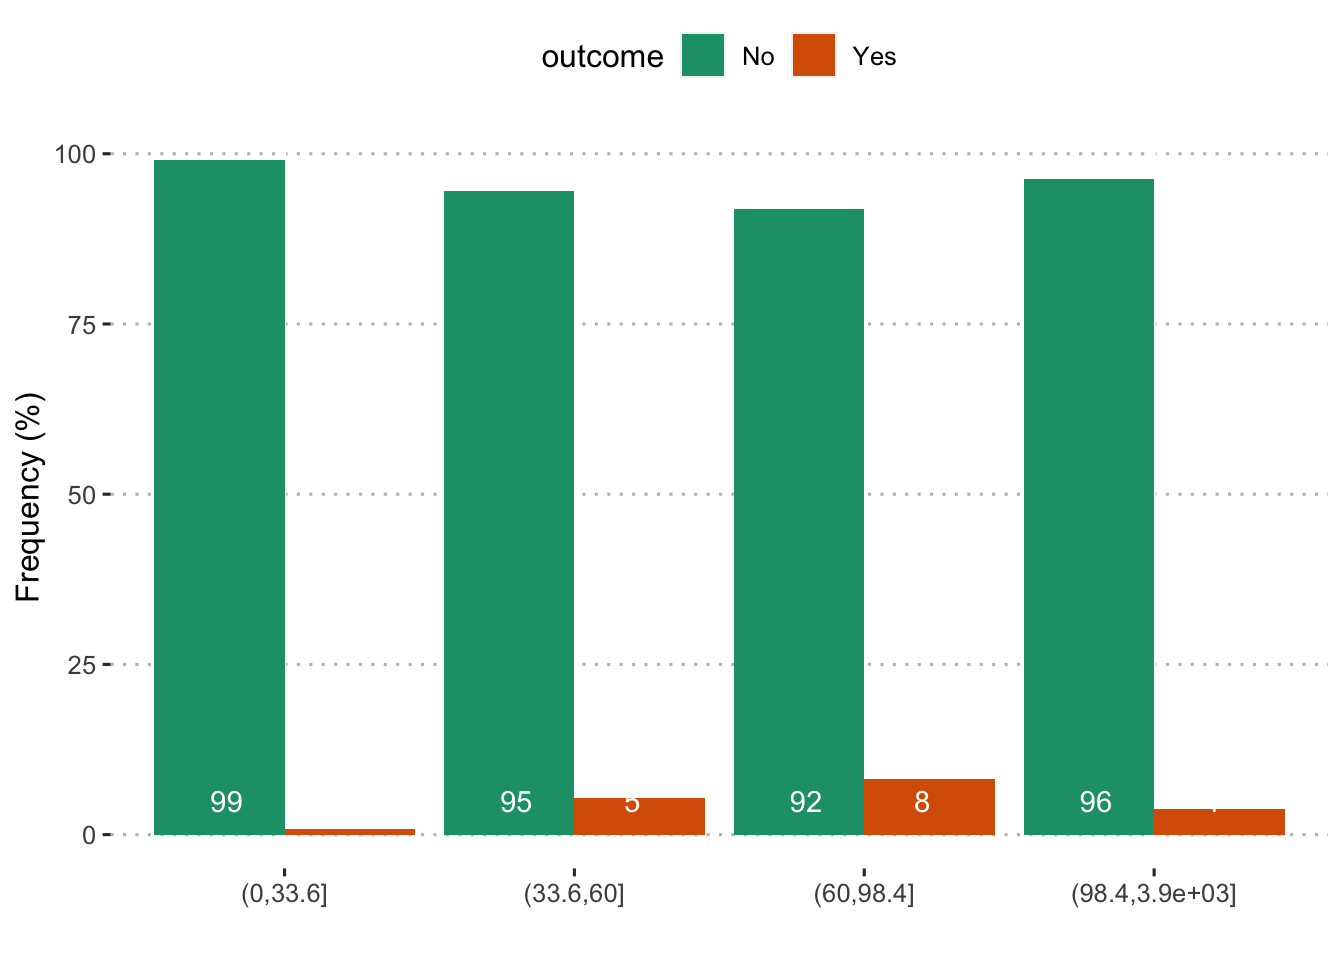 outcome No Yes
100
75
50
25
0
Frequency (%)
99 95 5 92 8 96
(0,33.6] (33.6,60] (60,98.4] (98.4,3.9e+03]